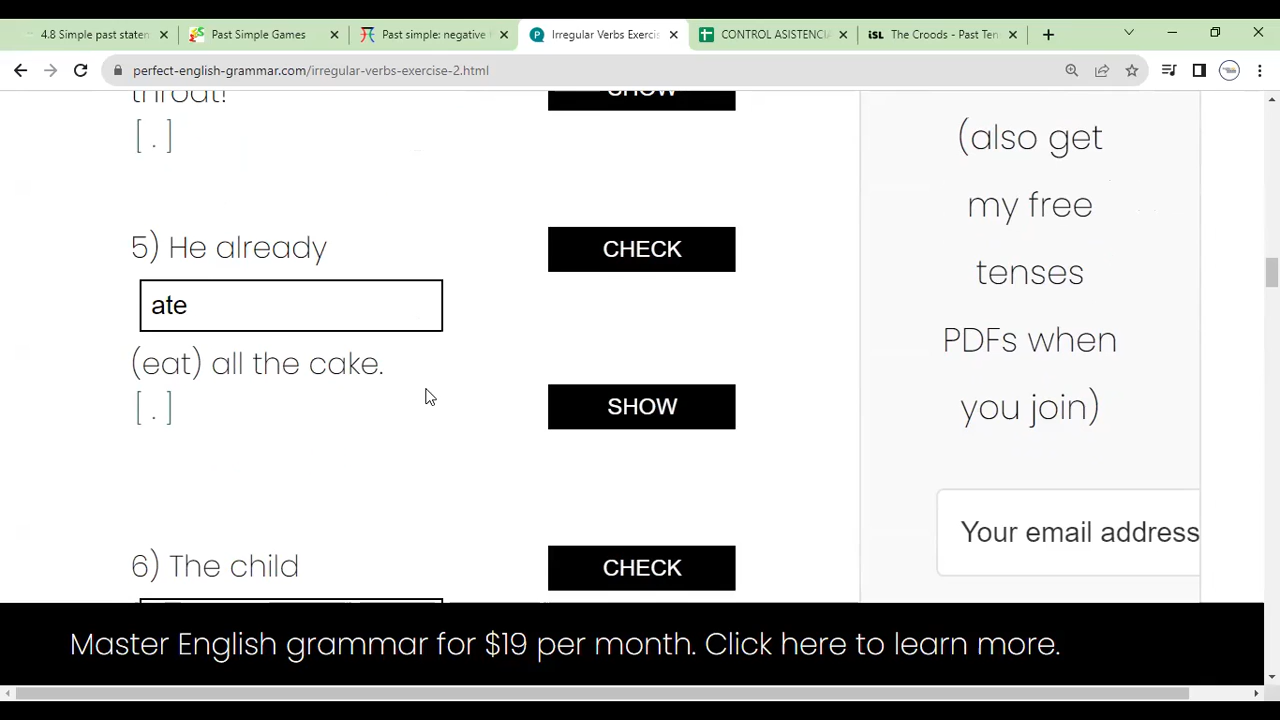 4.8 Simple past staten
Past Simple Games
Past simple: negative
Irregular Verbs Exercis
CONTROL ASISTENCIA
The Croods - Past Ten
perfect-english-grammar.com/irregular-verbs-exercise-2.html
throat!
SHOW
[ . ]
5) He already
CHECK
ate
(eat) all the cake.
[ . ]
SHOW
6) The child
CHECK
(also get
my free
tenses
PDFs when
you join)
Your email address
Master English grammar for $19 per month. Click here to learn more.